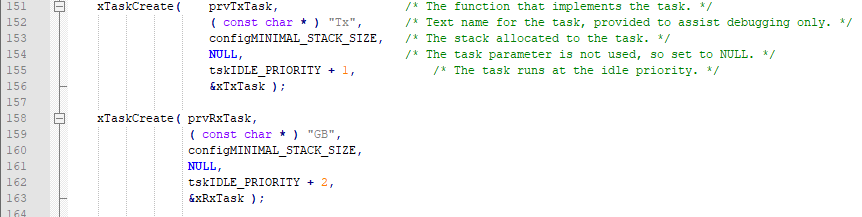 151 xTaskCreate( prvTxTask, /* The function that implements the task. */
152 ( const char * ) "Tx", /* Text name for the task, provided to assist debugging only. */
153 configMINIMAL_STACK_SIZE, /* The stack allocated to the task. */
154 NULL, /* The task parameter is not used, so set to NULL. */
155 tskIDLE_PRIORITY + 1, /* The task runs at the idle priority. */
156 &xTxTask );
157
158 xTaskCreate( prvRxTask,
159 ( const char * ) "GB",
160 configMINIMAL_STACK_SIZE,
161 NULL,
162 tskIDLE_PRIORITY + 2,
163 &xRxTask );
164